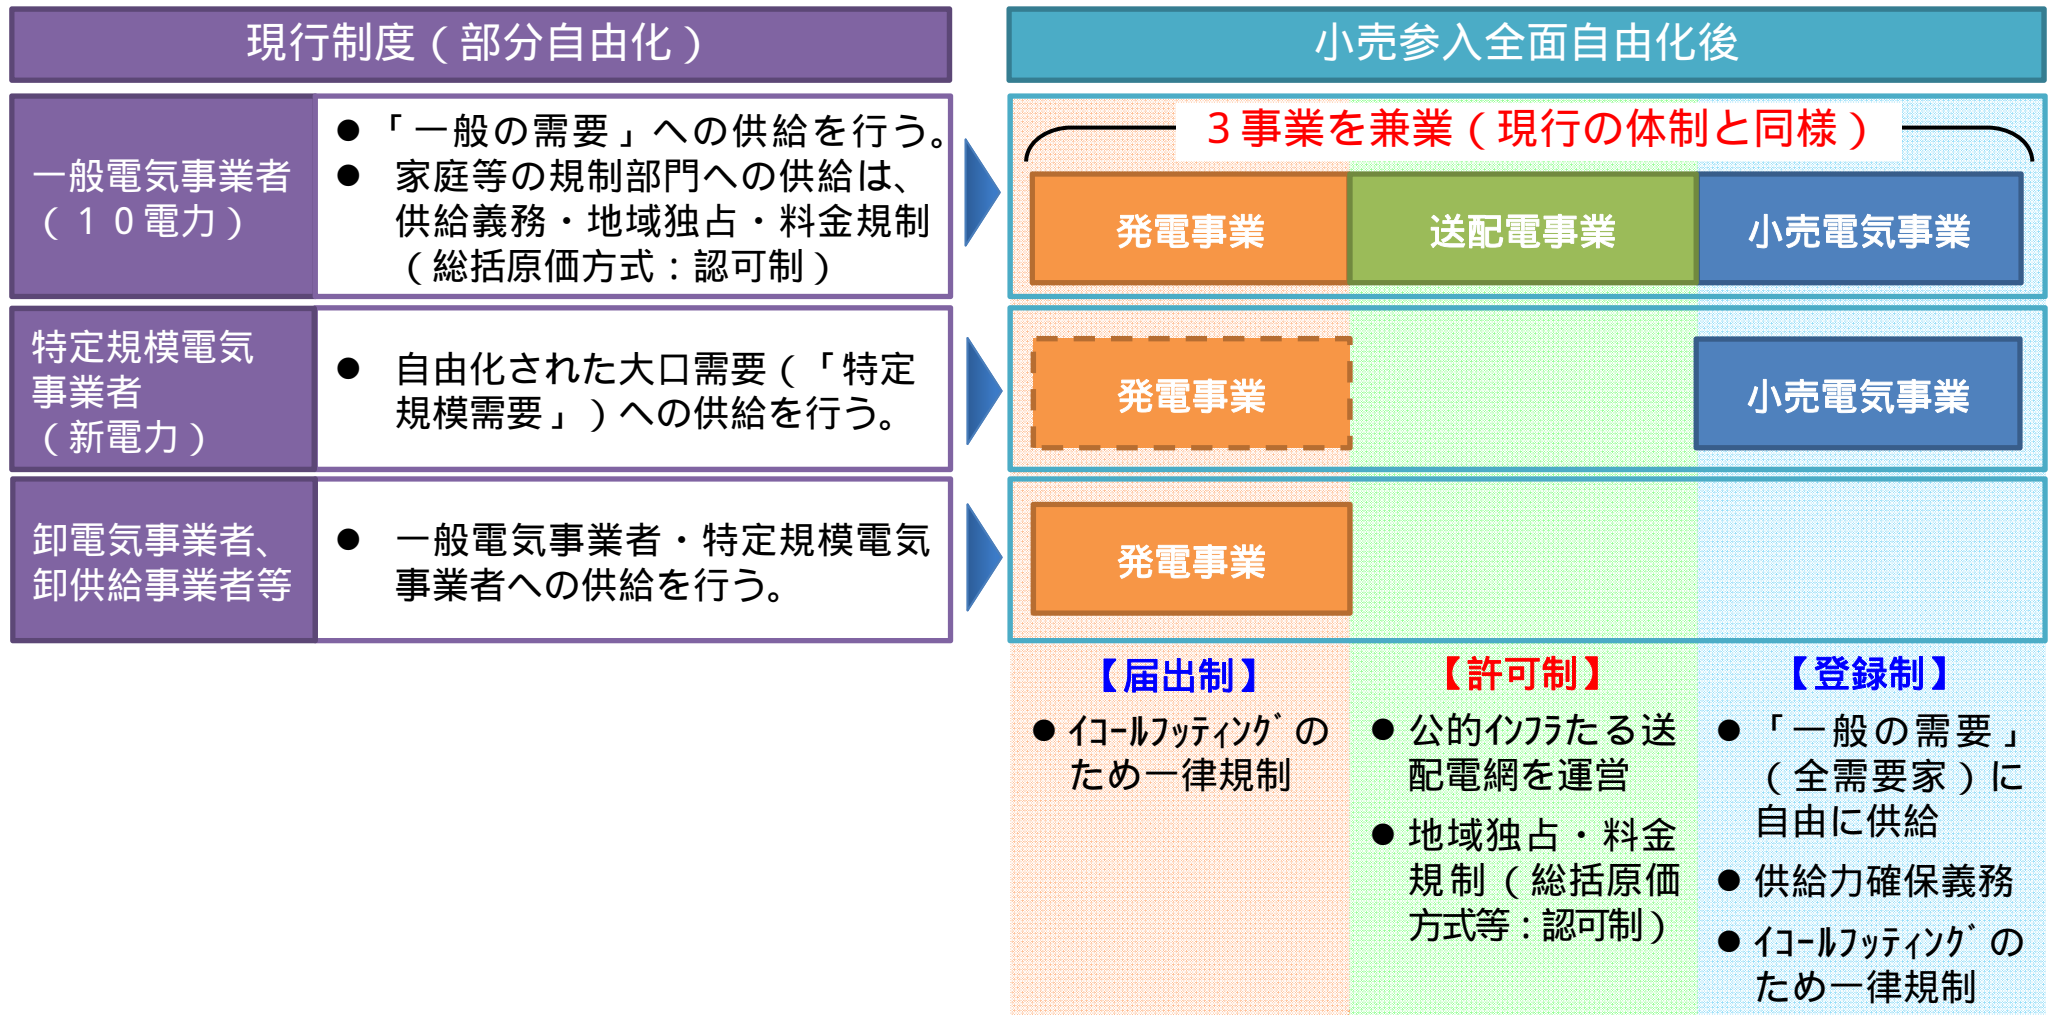 現行制度（部分自由化）
小売参入全面自由化後
一般電気事業者
（１０電力）
● 「一般の需要」への供給を行う。
● 家庭等の規制部門への供給は、
供給義務・地域独占・料金規制
（総括原価方式：認可制）
３事業を兼業（現行の体制と同様）
発電事業
送配電事業
小売電気事業
特定規模電気
事業者
（新電力）
● 自由化された大口需要（「特定
規模需要」）への供給を行う。
発電事業
小売電気事業
卸電気事業者、
卸供給事業者等
● 一般電気事業者・特定規模電気
事業者への供給を行う。
発電事業
【届出制】
● ｲｺｰﾙﾌｯﾃｨﾝｸﾞの
ため一律規制
【許可制】
● 公的ｲﾝﾌﾗたる送
配電網を運営
● 地域独占・料金
規制（総括原価
方式等：認可制）
【登録制】
● 「一般の需要」
（全需要家）に
自由に供給
● 供給力確保義務
● ｲｺｰﾙﾌｯﾃｨﾝｸﾞの
ため一律規制